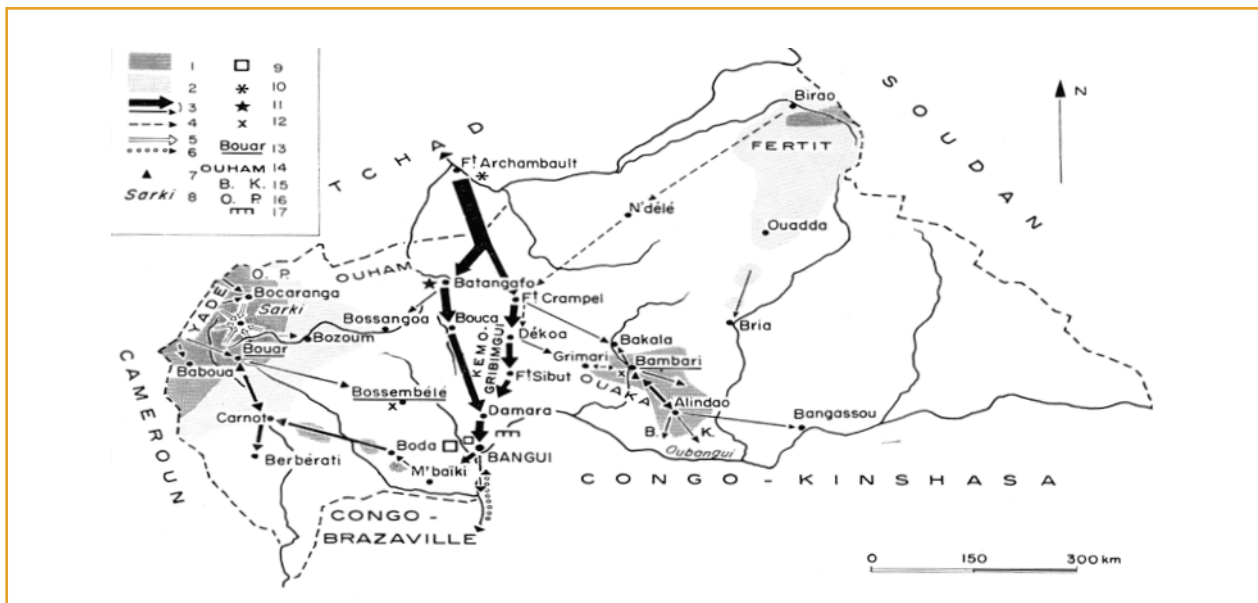 1
2
3
4
5
6
7
Sarki 8
9
10
11
12
Bouar 13
OUHAM 14
B. K. 15
O. P. 16
17
N
TCHAD
SOUDAN
Birao
FERTIT
Ft Archambault
N'délé
Ouadda
OUHAM
O. P.
YADE
Bocaranga
Sarki
Batangafo
Ft Crampel
Bossangoa
Bouca
Dékoa
Bakala
Bria
Bozoum
Bouar
Baboua
KEMO.
GRIBIMGUI
Grimari
Bambari
Ft Sibut
OUAKA
Bossembélé
Alindao
Bangassou
CAMEROUN
Carnot
Damara
B. K.
Oubangui
Boda
BANGUI
Berbérati
M'baïki
CONGO-KINSHASA
CONGO-
BRAZAVILLE
0 150 300 km